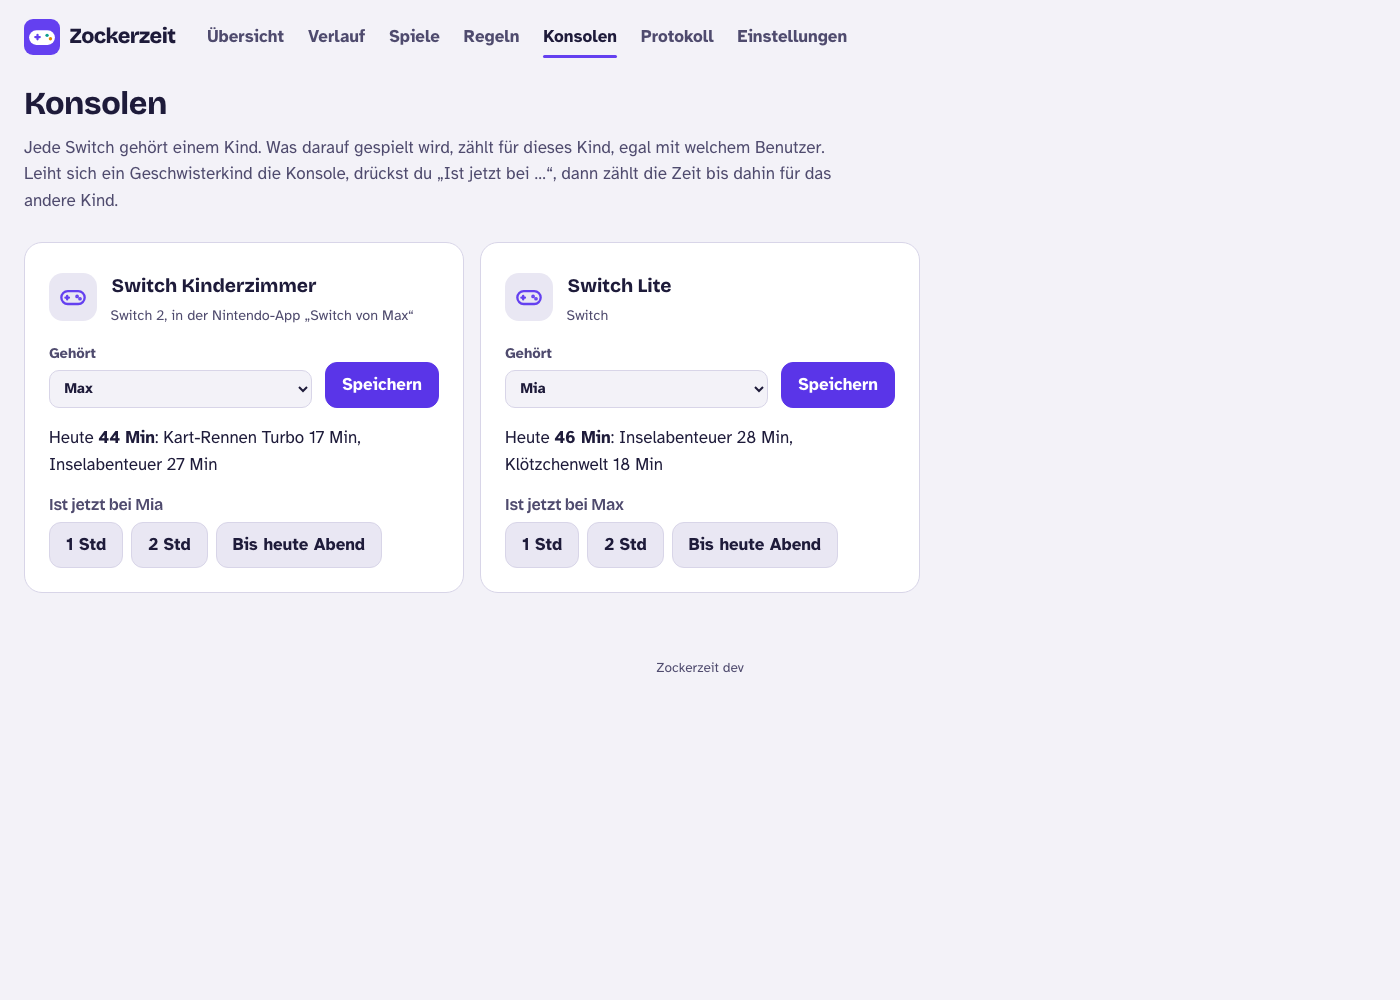 Zockerzeit
Übersicht
Verlauf
Spiele
Regeln
Konsolen
Protokoll
Einstellungen
Konsolen
Jede Switch gehört einem Kind. Was darauf gespielt wird, zählt für dieses Kind, egal mit welchem Benutzer.
Leiht sich ein Geschwisterkind die Konsole, drückst du „Ist jetzt bei …“, dann zählt die Zeit bis dahin für das
andere Kind.
Switch Kinderzimmer
Switch 2, in der Nintendo-App „Switch von Max“
Gehört
Max
Speichern
Heute 44 Min: Kart-Rennen Turbo 17 Min,
Inselabenteuer 27 Min
Ist jetzt bei Mia
1 Std
2 Std
Bis heute Abend
Switch Lite
Switch
Gehört
Mia
Speichern
Heute 46 Min: Inselabenteuer 28 Min,
Klötzchenwelt 18 Min
Ist jetzt bei Max
1 Std
2 Std
Bis heute Abend
Zockerzeit dev